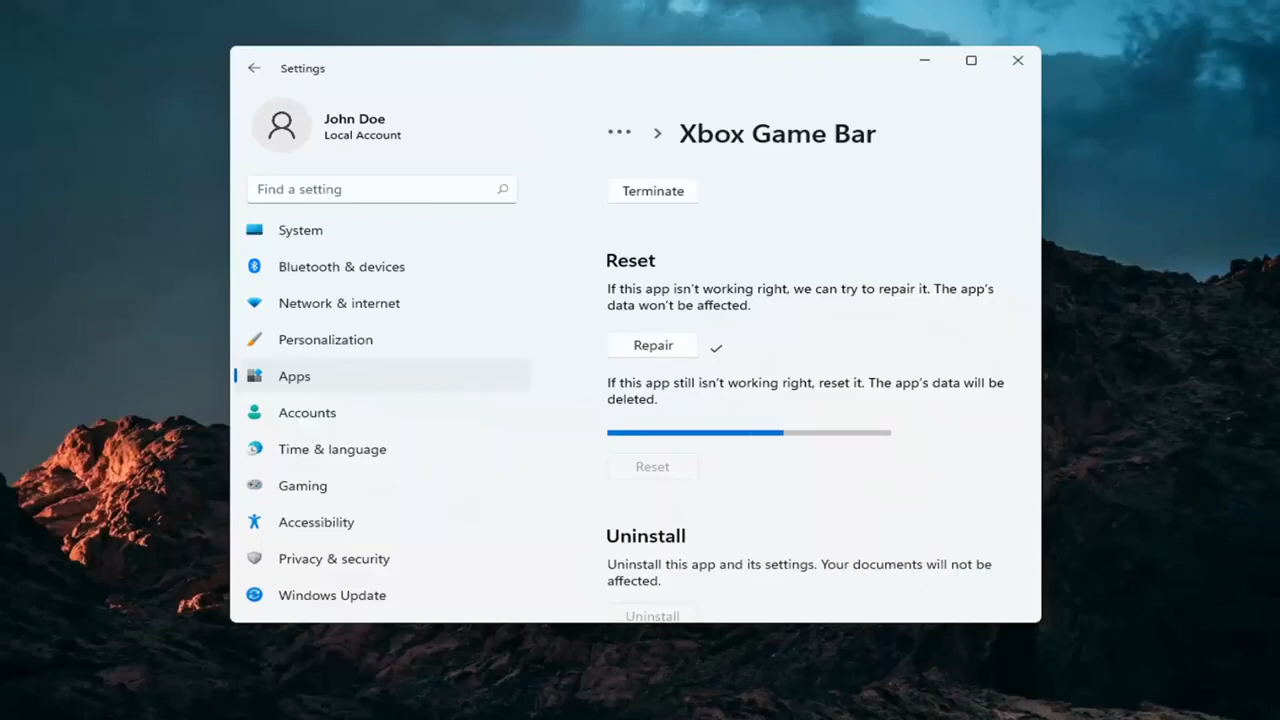 Settings
John Doe
Local Account
Find a setting
System
Bluetooth & devices
Network & internet
Personalization
Apps
Accounts
Time & language
Gaming
Accessibility
Privacy & security
Windows Update
... > Xbox Game Bar
Terminate
Reset
If this app isn't working right, we can try to repair it. The app's
data won't be affected.
Repair
If this app still isn't working right, reset it. The app's data will be
deleted.
Reset
Uninstall
Uninstall this app and its settings. Your documents will not be
affected.
Uninstall